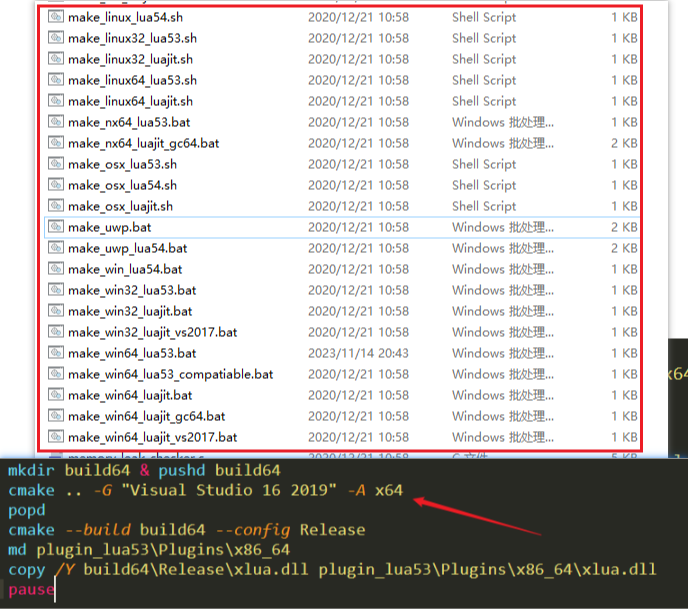 make_linux_lua54.sh 2020/12/21 10:58 Shell Script 1 KB
make_linux32_lua53.sh 2020/12/21 10:58 Shell Script 1 KB
make_linux32_luajit.sh 2020/12/21 10:58 Shell Script 1 KB
make_linux64_lua53.sh 2020/12/21 10:58 Shell Script 1 KB
make_linux64_luajit.sh 2020/12/21 10:58 Shell Script 1 KB
make_nx64_lua53.bat 2020/12/21 10:58 Windows 批处理... 1 KB
make_nx64_luajit_gc64.bat 2020/12/21 10:58 Windows 批处理... 2 KB
make_osx_lua53.sh 2020/12/21 10:58 Shell Script 1 KB
make_osx_lua54.sh 2020/12/21 10:58 Shell Script 1 KB
make_osx_luajit.sh 2020/12/21 10:58 Shell Script 1 KB
make_uwp.bat 2020/12/21 10:58 Windows 批处理... 2 KB
make_uwp_lua54.bat 2020/12/21 10:58 Windows 批处理... 2 KB
make_win_lua54.bat 2020/12/21 10:58 Windows 批处理... 1 KB
make_win32_lua53.bat 2020/12/21 10:58 Windows 批处理... 1 KB
make_win32_luajit.bat 2020/12/21 10:58 Windows 批处理... 1 KB
make_win32_luajit_vs2017.bat 2020/12/21 10:58 Windows 批处理... 1 KB
make_win64_lua53.bat 2023/11/14 20:43 Windows 批处理... 1 KB
make_win64_lua53_compatiable.bat 2020/12/21 10:58 Windows 批处理... 1 KB
make_win64_luajit.bat 2020/12/21 10:58 Windows 批处理... 1 KB
make_win64_luajit_gc64.bat 2020/12/21 10:58 Windows 批处理... 1 KB
make_win64_luajit_vs2017.bat 2020/12/21 10:58 Windows 批处理... 1 KB
x64
mkdir build64 & pushd build64
cmake .. -G "Visual Studio 16 2019" -A x64
popd
cmake --build build64 --config Release
md plugin_lua53\Plugins\x86_64
copy /Y build64\Release\xlua.dll plugin_lua53\Plugins\x86_64\xlua.dll
pause